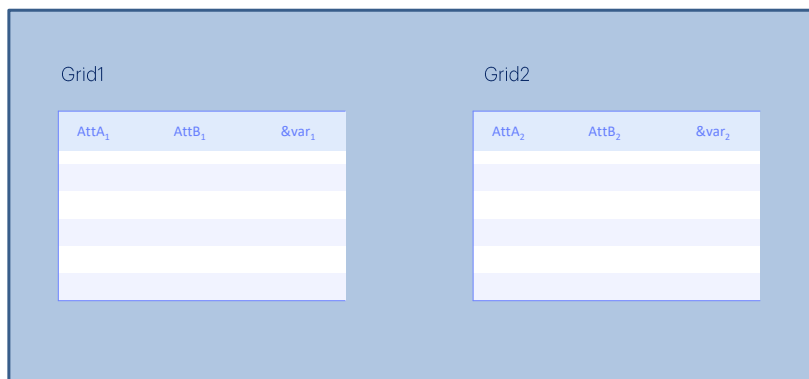 Grid1 Grid2
AttA₁ AttB₁ &var₁ AttA₂ AttB₂ &var₂